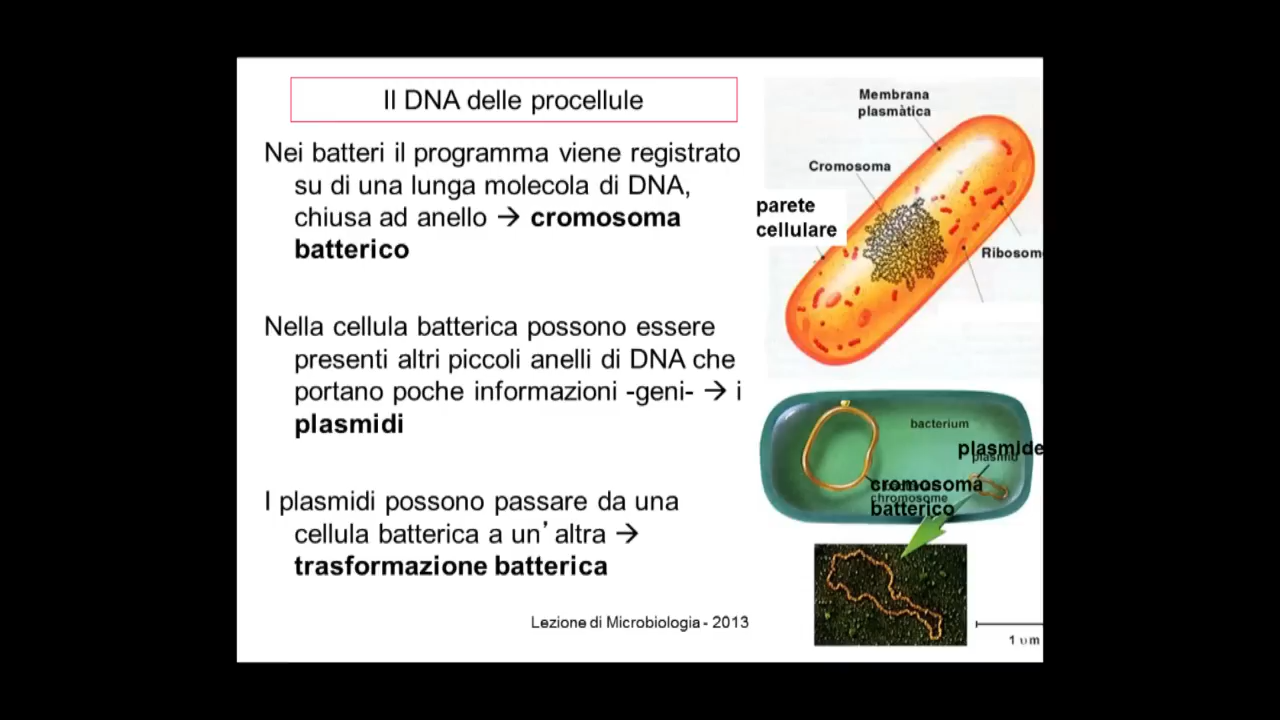 Il DNA delle procellule
Nei batteri il programma viene registrato
su di una lunga molecola di DNA,
chiusa ad anello → cromosoma
batterico
Nella cellula batterica possono essere
presenti altri piccoli anelli di DNA che
portano poche informazioni -geni- → i
plasmidi
I plasmidi possono passare da una
cellula batterica a un’altra →
trasformazione batterica
Lezione di Microbiologia - 2013
Membrana
plasmàtica
Cromosoma
parete
cellulare
Ribosom
bacterium
plasmide
plasmid
cromosoma
chromosome
batterico
1 υm